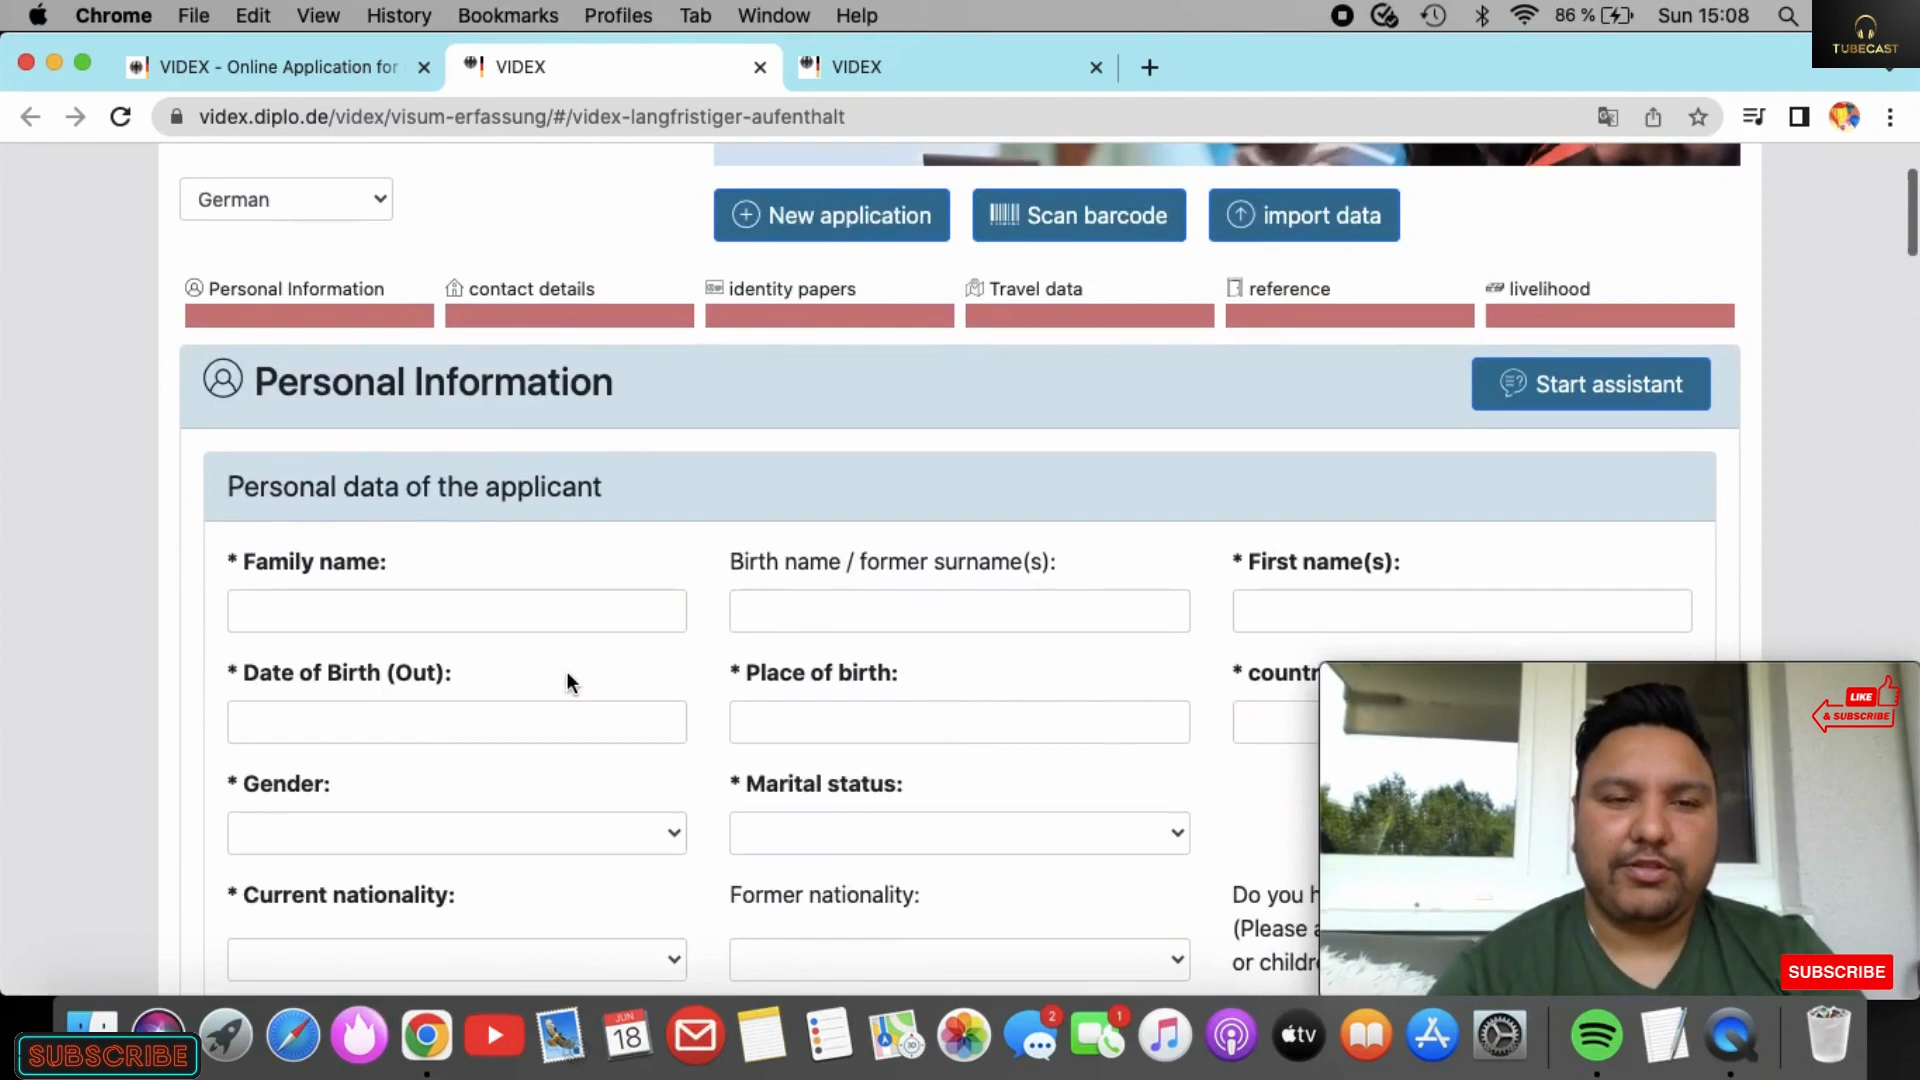 Chrome File Edit View History Bookmarks Profiles Tab Window Help 86 % Sun 15:08
TUBECAST
VIDEX - Online Application for VIDEX VIDEX
videx.diplo.de/videx/visum-erfassung/#/videx-langfristiger-aufenthalt
German New application Scan barcode import data
Personal Information contact details identity papers Travel data reference livelihood
Personal Information Start assistant
Personal data of the applicant
* Family name: Birth name / former surname(s): * First name(s):
* Date of Birth (Out): * Place of birth: * countr
LIKE
& SUBSCRIBE
* Gender: * Marital status:
* Current nationality: Former nationality: Do you h
(Please a
or childr
SUBSCRIBE
JUN
18
2
1
tv
SUBSCRIBE